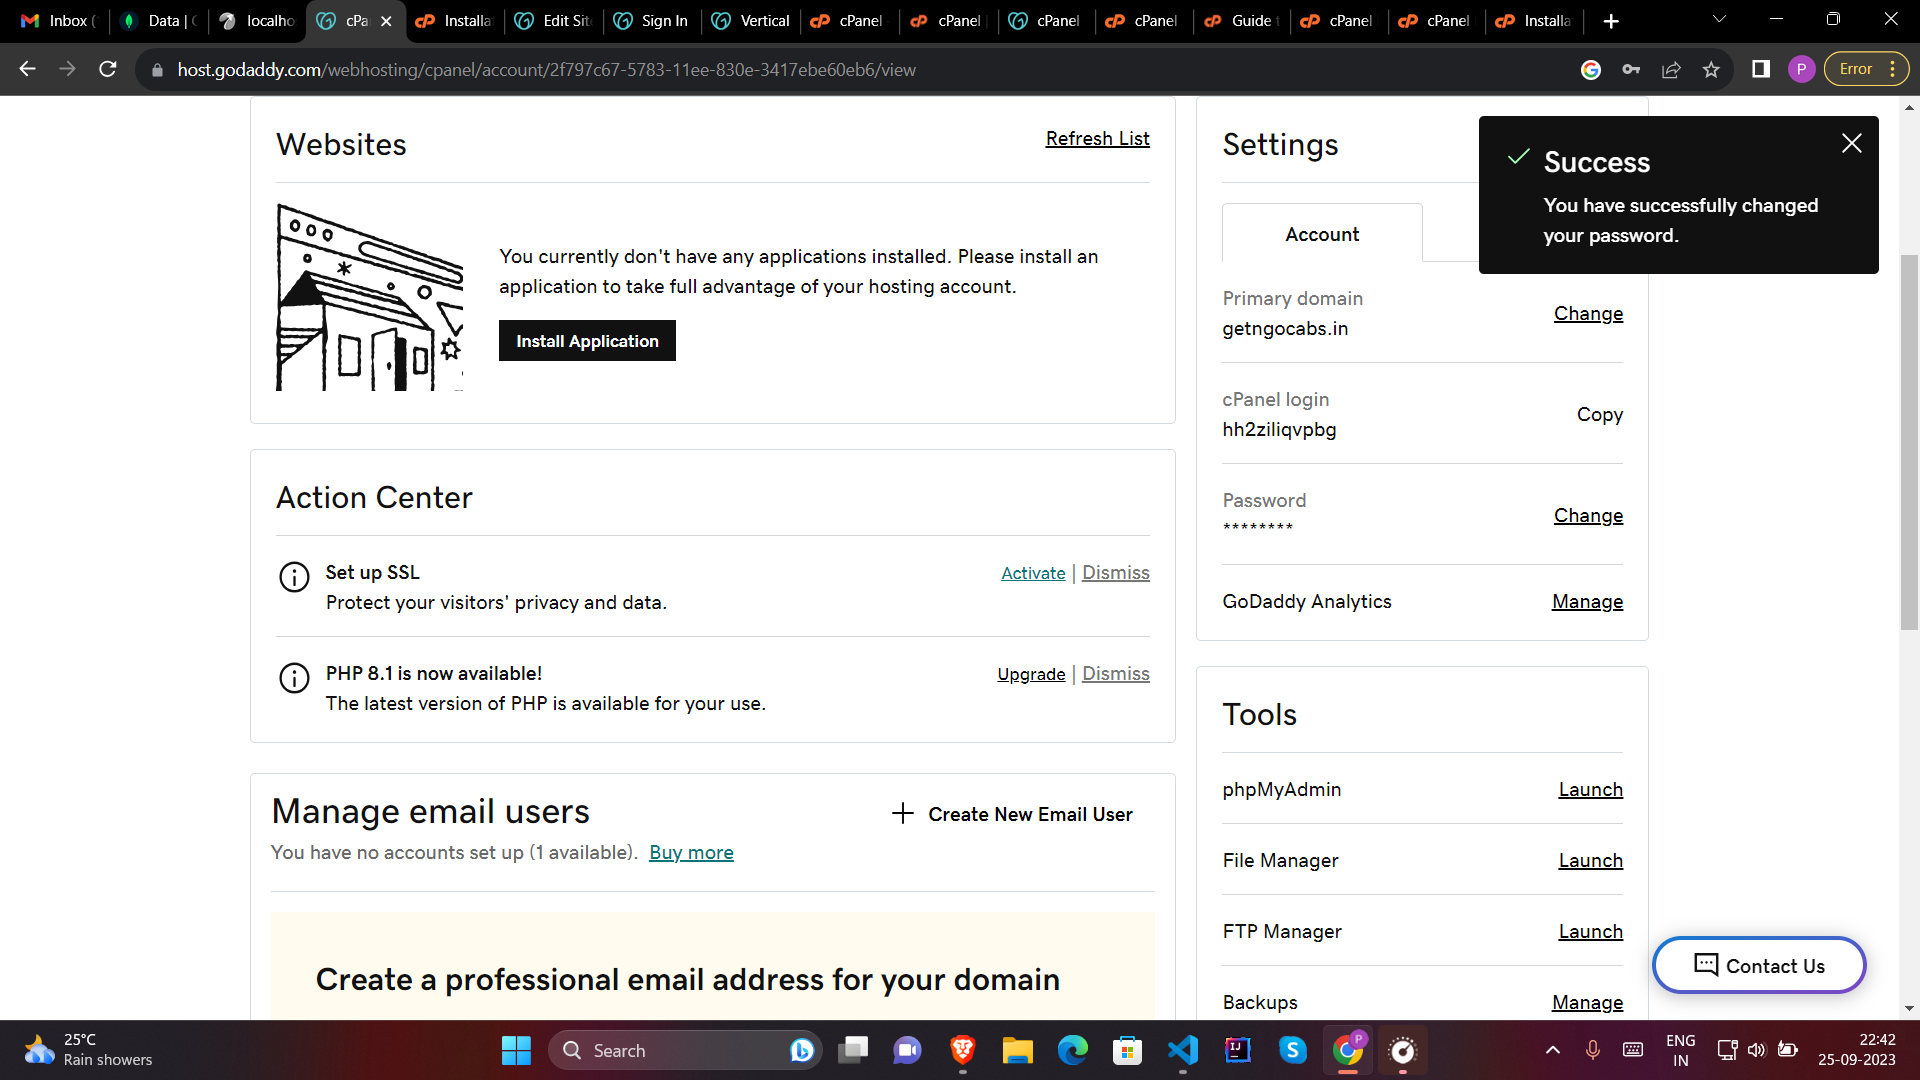 Inbox (
Data | C
localho
cPa
Installa
Edit Sit
Sign In
Vertical
cPanel
cPanel
cPanel
cPanel
Guide t
cPanel
cPanel
Installa
host.godaddy.com/webhosting/cpanel/account/2f797c67-5783-11ee-830e-3417ebe60eb6/view
P
Error
Websites
Refresh List
You currently don't have any applications installed. Please install an
application to take full advantage of your hosting account.
Install Application
Action Center
Set up SSL
Activate | Dismiss
Protect your visitors' privacy and data.
PHP 8.1 is now available!
Upgrade | Dismiss
The latest version of PHP is available for your use.
Manage email users
Create New Email User
You have no accounts set up (1 available). Buy more
Create a professional email address for your domain
Settings
Success
You have successfully changed
your password.
Account
Primary domain
getngocabs.in
Change
cPanel login
hh2ziliqvpbg
Copy
Password
********
Change
GoDaddy Analytics
Manage
Tools
phpMyAdmin
Launch
File Manager
Launch
FTP Manager
Launch
Backups
Manage
Contact Us
25°C
Rain showers
Search
P
ENG
IN
22:42
25-09-2023